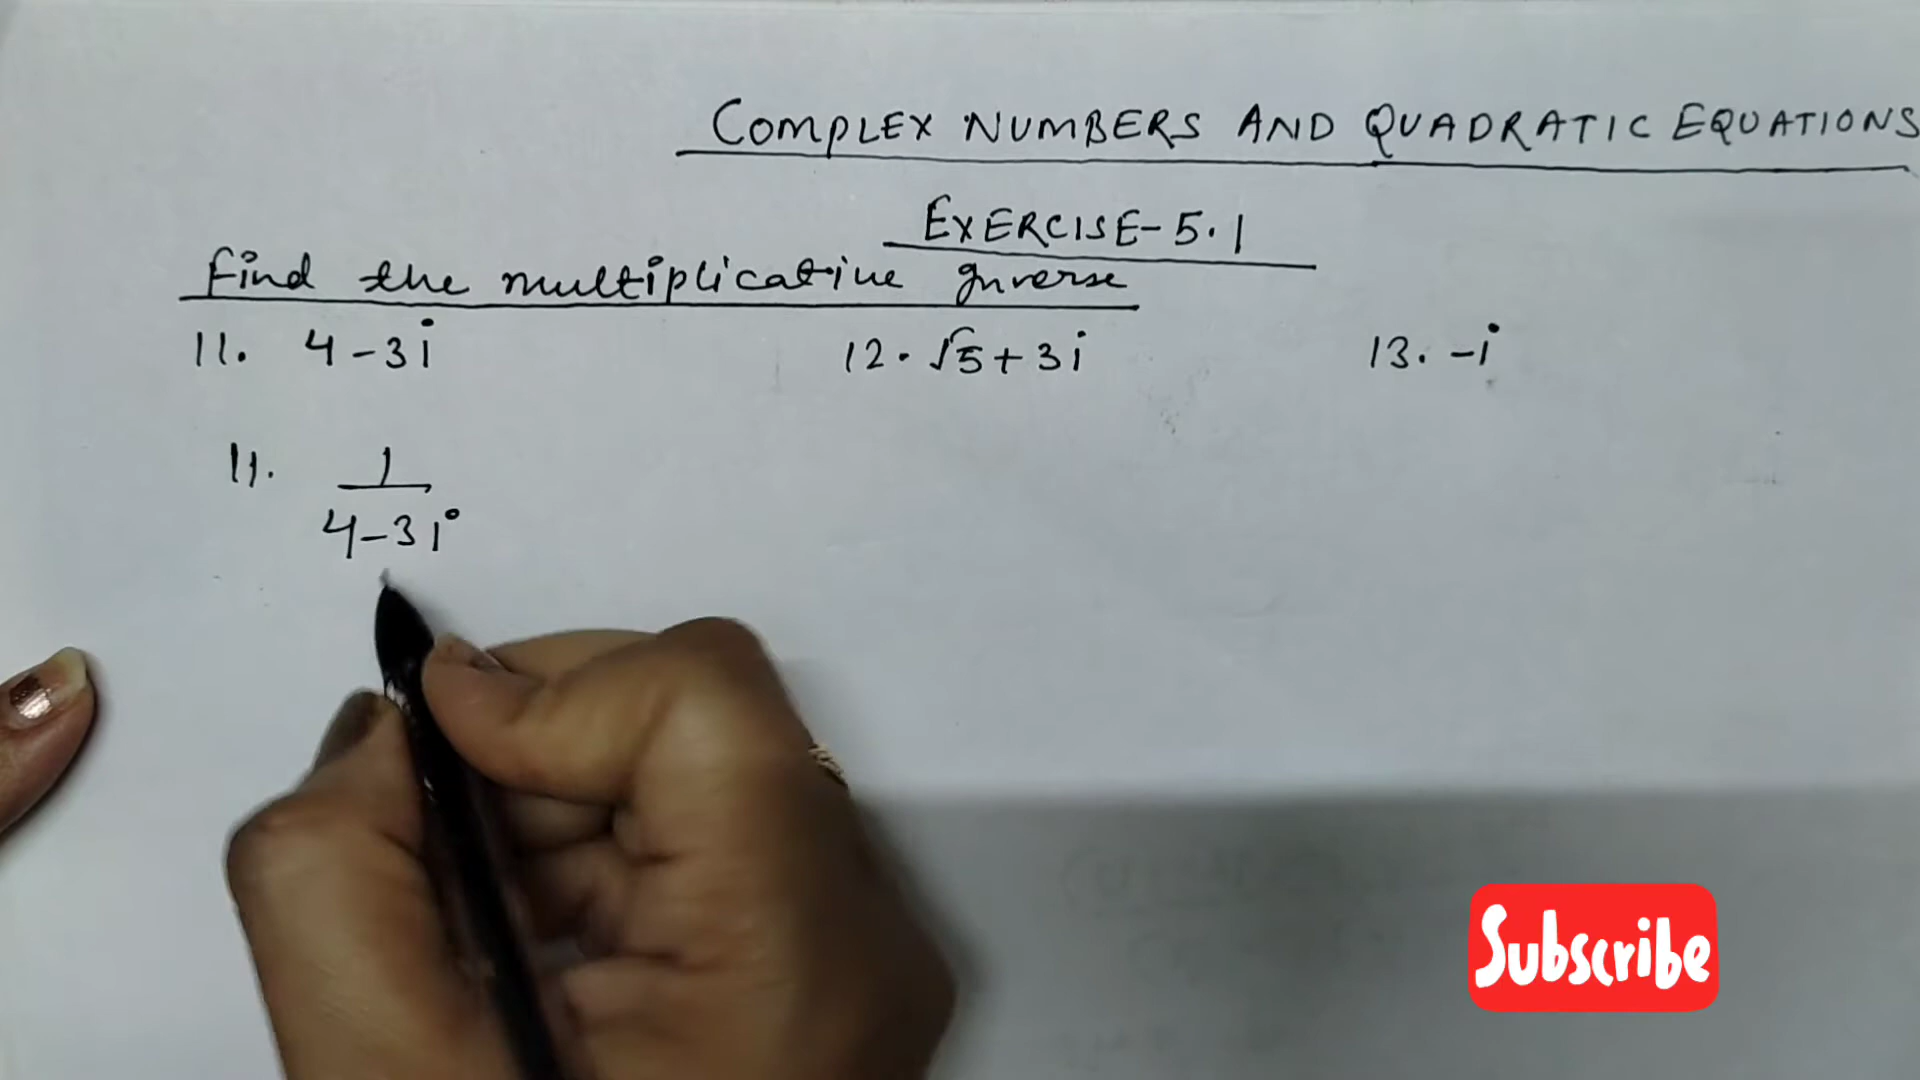 COMPLEX NUMBERS AND QUADRATIC EQUATIONS
EXERCISE-5.1
Find the multiplicative Inverse
11. 4-3i 12. √5+3i 13. -i
11. 1
4-3i
Subscribe